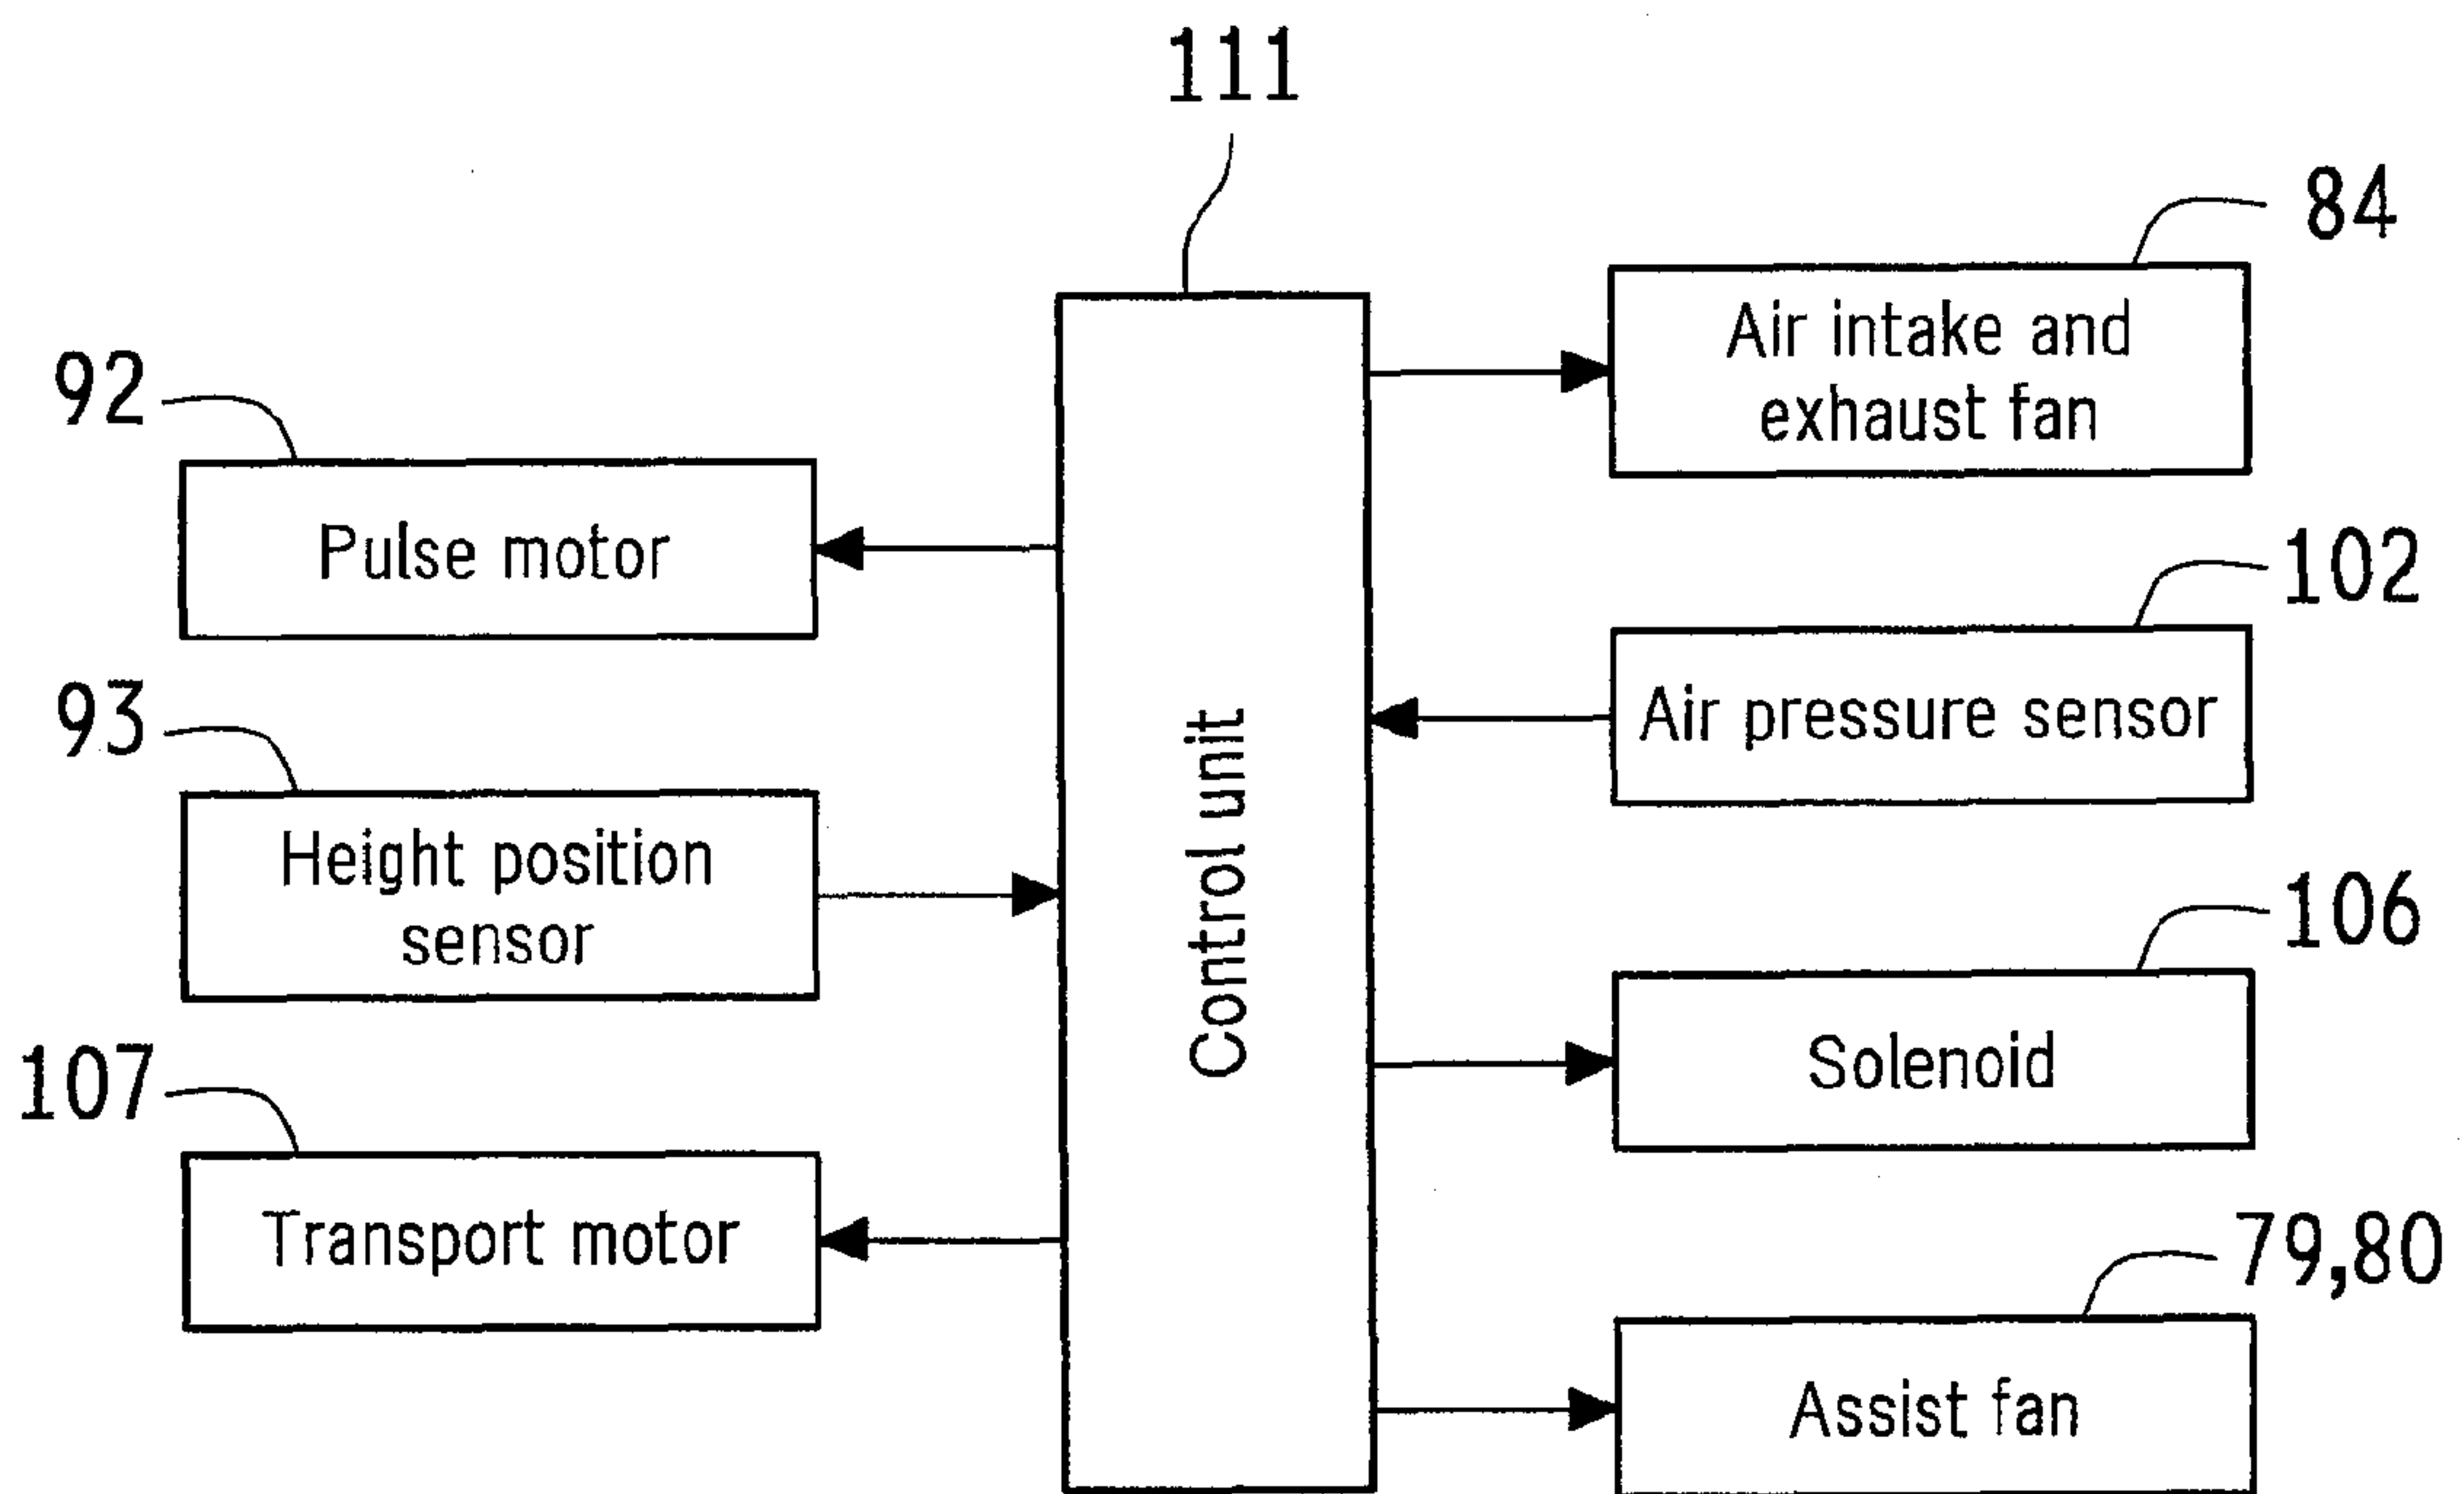 111
84
Air intake and
exhaust fan
92
Pulse motor
102
Air pressure sensor
93
Height position
sensor
Control unit
106
Solenoid
107
Transport motor
79,80
Assist fan